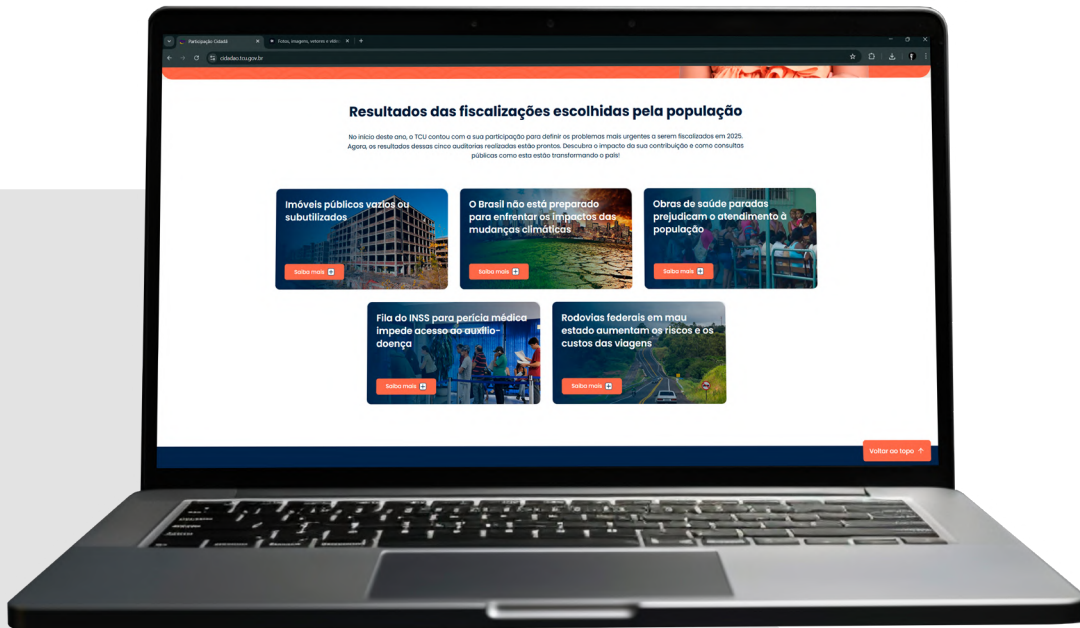 Participação Cidadã
Fotos, imagens, vetores e vídeo
cidadao.tcu.gov.br
Resultados das fiscalizações escolhidas pela população
No início deste ano, o TCU contou com a sua participação para definir os problemas mais urgentes a serem fiscalizados em 2025.
Agora, os resultados dessas cinco auditorias realizadas estão prontos. Descubra o impacto da sua contribuição e como consultas
públicas como esta estão transformando o país!
Imóveis públicos vazios ou
subutilizados
Saiba mais
O Brasil não está preparado
para enfrentar os impactos das
mudanças climáticas
Saiba mais
Obras de saúde paradas
prejudicam o atendimento à
população
Saiba mais
Fila do INSS para perícia médica
impede acesso ao auxílio-
doença
Saiba mais
Rodovias federais em mau
estado aumentam os riscos e os
custos das viagens
Saiba mais
Voltar ao topo ↑